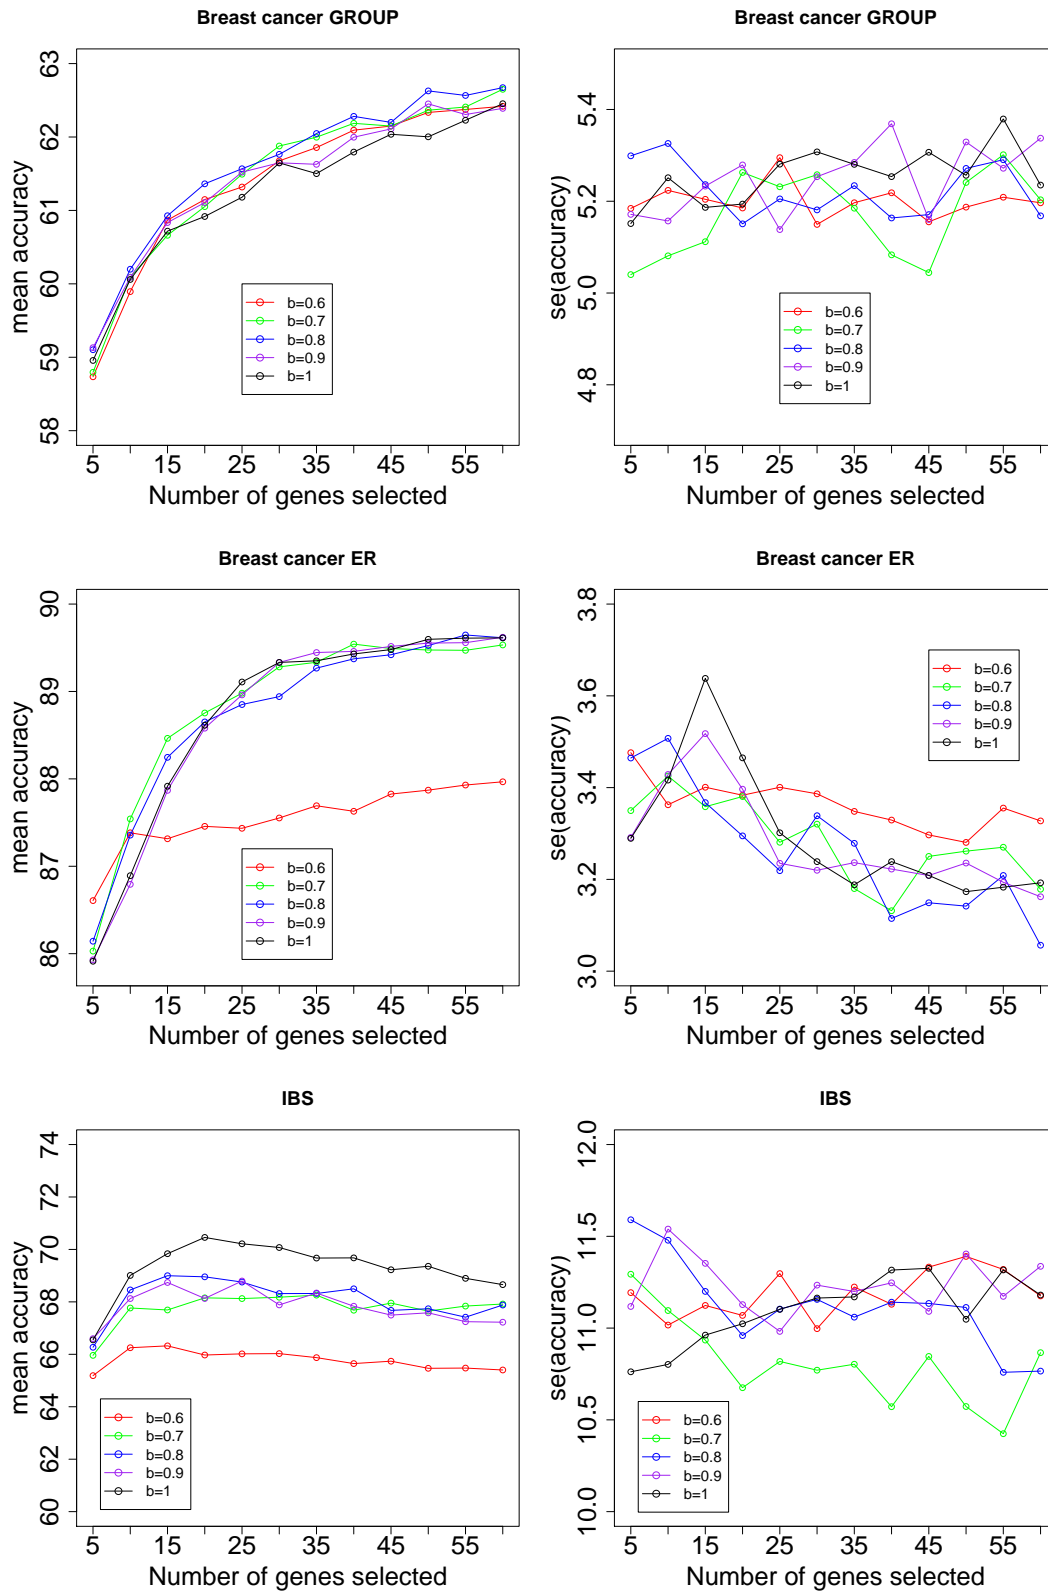 Breast cancer GROUP
mean accuracy
63
62
61
60
59
58
b=0.6
b=0.7
b=0.8
b=0.9
b=1
5 15 25 35 45 55
Number of genes selected
Breast cancer GROUP
se(accuracy)
5.4
5.2
5.0
4.8
b=0.6
b=0.7
b=0.8
b=0.9
b=1
5 15 25 35 45 55
Number of genes selected
Breast cancer ER
mean accuracy
90
89
88
87
86
b=0.6
b=0.7
b=0.8
b=0.9
b=1
5 15 25 35 45 55
Number of genes selected
Breast cancer ER
se(accuracy)
3.8
3.6
3.4
3.2
3.0
b=0.6
b=0.7
b=0.8
b=0.9
b=1
5 15 25 35 45 55
Number of genes selected
IBS
mean accuracy
74
72
70
68
66
64
62
60
b=0.6
b=0.7
b=0.8
b=0.9
b=1
5 15 25 35 45 55
Number of genes selected
IBS
se(accuracy)
12.0
11.5
11.0
10.5
10.0
b=0.6
b=0.7
b=0.8
b=0.9
b=1
5 15 25 35 45 55
Number of genes selected